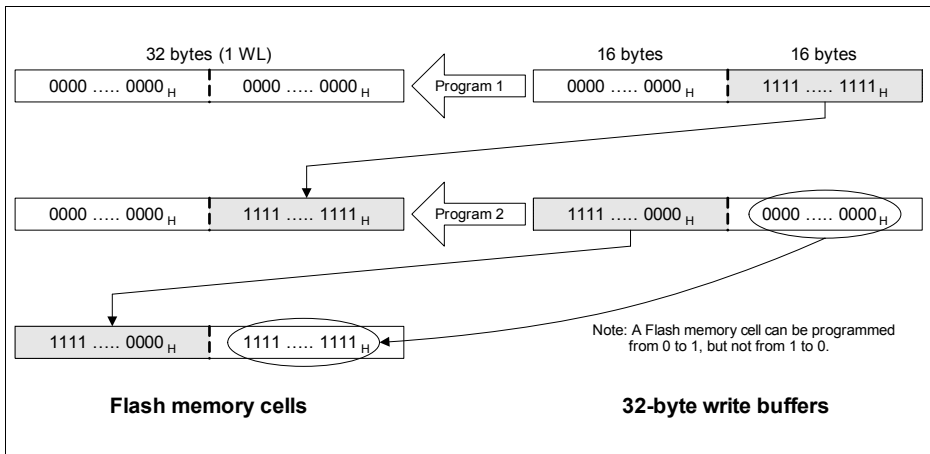 32 bytes (1 WL) 16 bytes 16 bytes
0000 ..... 0000 H 0000 ..... 0000 H Program 1 0000 ..... 0000 H 1111 ..... 1111 H
0000 ..... 0000 H 1111 ..... 1111 H Program 2 1111 ..... 0000 H 0000 ..... 0000 H
1111 ..... 0000 H 1111 ..... 1111 H
Note: A Flash memory cell can be programmed
from 0 to 1, but not from 1 to 0.
Flash memory cells 32-byte write buffers